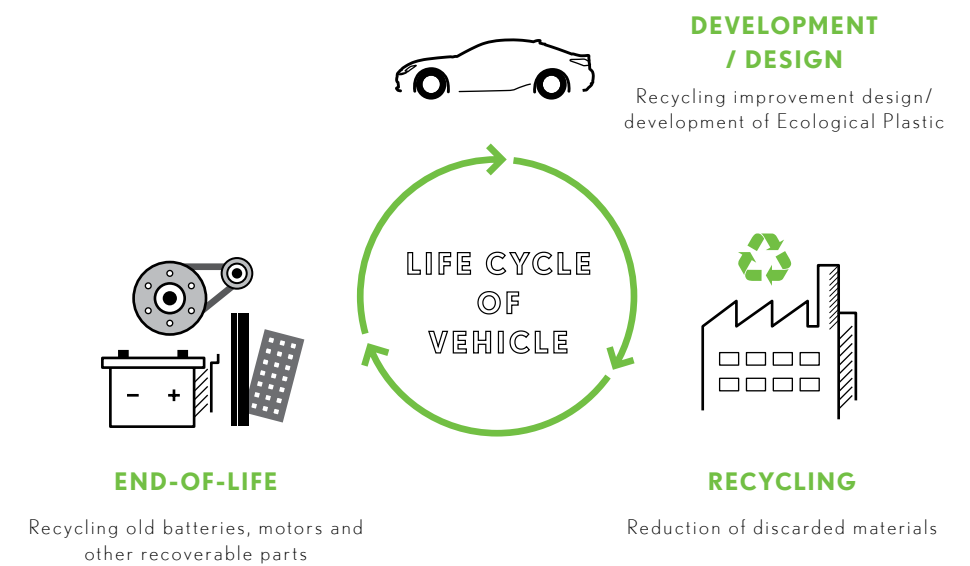 DEVELOPMENT
/ DESIGN
Recycling improvement design/
development of Ecological Plastic
LIFE CYCLE
OF
VEHICLE
− +
END-OF-LIFE
Recycling old batteries, motors and
other recoverable parts
RECYCLING
Reduction of discarded materials